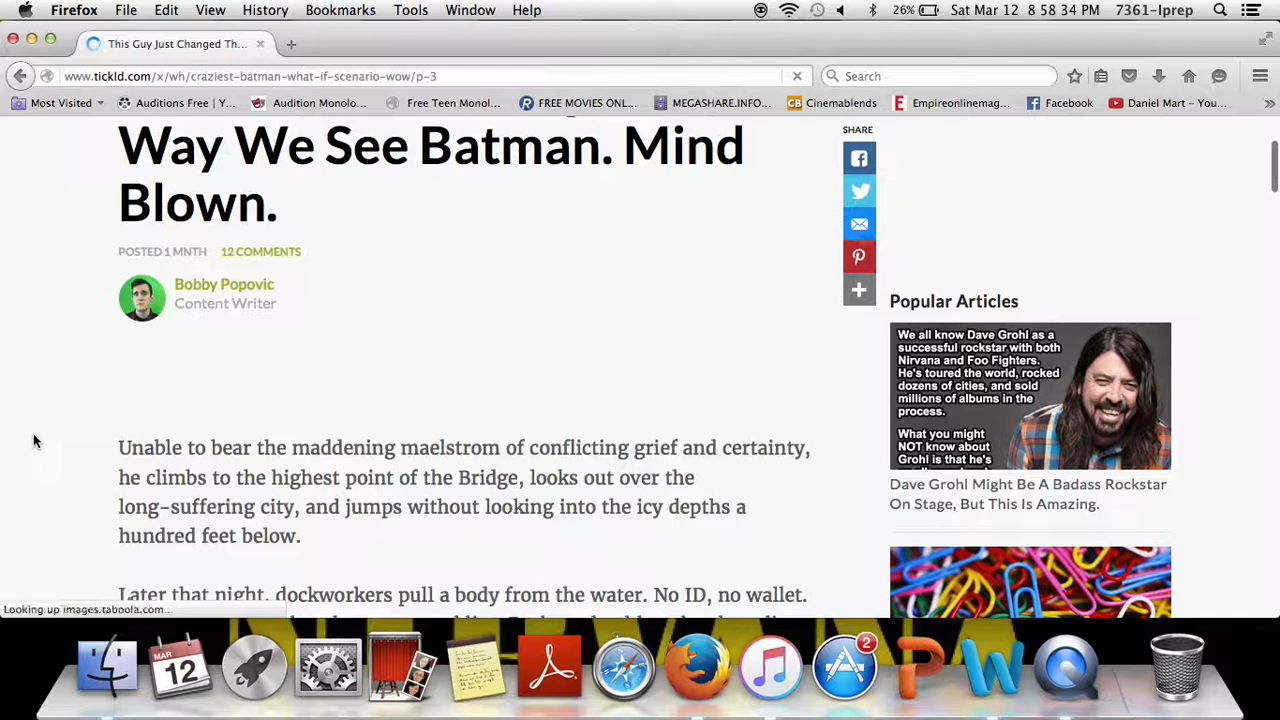 Firefox File Edit View History Bookmarks Tools Window Help 26% Sat Mar 12 8 58 34 PM 7361-lprep
This Guy Just Changed Th...
www.tickld.com/x/wh/craziest-batman-what-if-scenario-wow/p-3 Search
Most Visited Auditions Free | Y... Audition Monolo... Free Teen Monol... FREE MOVIES ONL... MEGASHARE.INFO... CB Cinemablends E Empireonlinemag... Facebook Daniel Mart – You...
Way We See Batman. Mind
Blown.
POSTED 1 MNTH 12 COMMENTS
Bobby Popovic
Content Writer
SHARE
Unable to bear the maddening maelstrom of conflicting grief and certainty,
he climbs to the highest point of the Bridge, looks out over the
long-suffering city, and jumps without looking into the icy depths a
hundred feet below.
Later that night, dockworkers pull a body from the water. No ID, no wallet.
Popular Articles
We all know Dave Grohl as a
successful rockstar with both
Nirvana and Foo Fighters.
He's toured the world, rocked
dozens of cities, and sold
millions of albums in the
process.
What you might
NOT know about
Grohl is that he's
Dave Grohl Might Be A Badass Rockstar
On Stage, But This Is Amazing.
Looking up images.taboola.com...
MAR
12
2